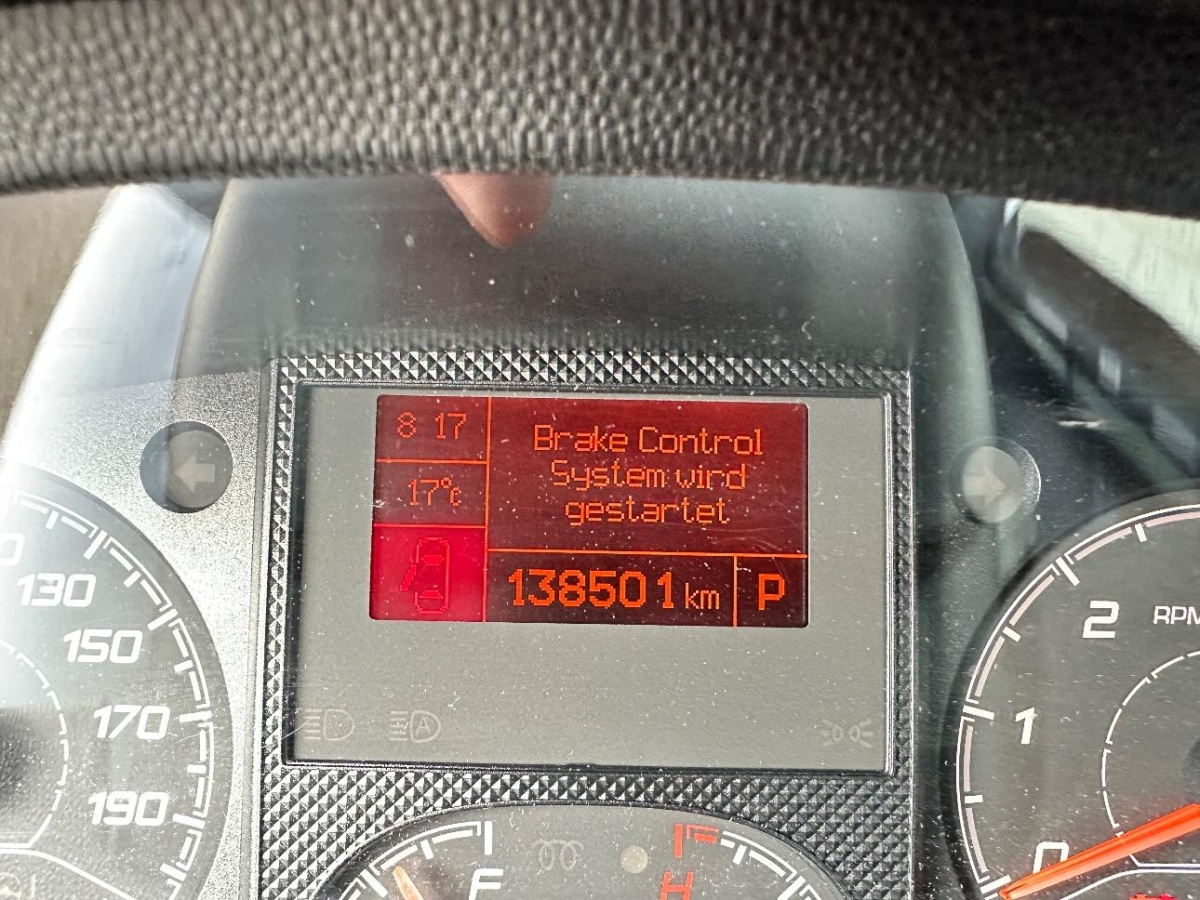 8 17
Brake Control
System wird
gestartet
17°c
138501 km
P
130
150
170
190
2
RPM
1
0
F
H